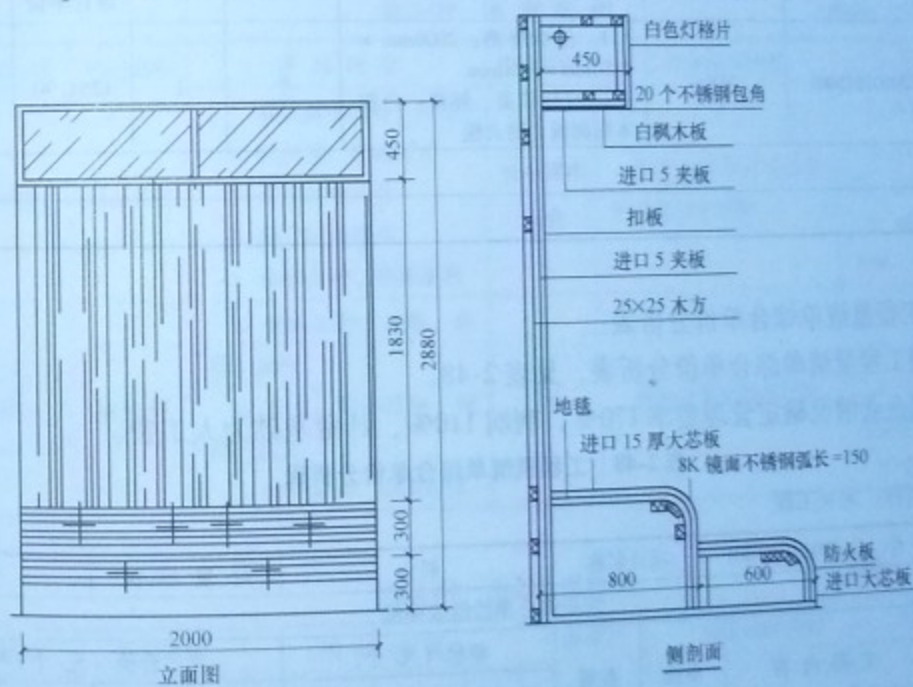 450
1830
2880
300
300
2000
立面图
450
白色灯格片
20 个不锈钢包角
白枫木板
进口 5 夹板
扣板
进口 5 夹板
25×25 木方
地毯
进口 15 厚大芯板
8K 镜面不锈钢弧长=150
防火板
进口大芯板
800
600
侧剖面